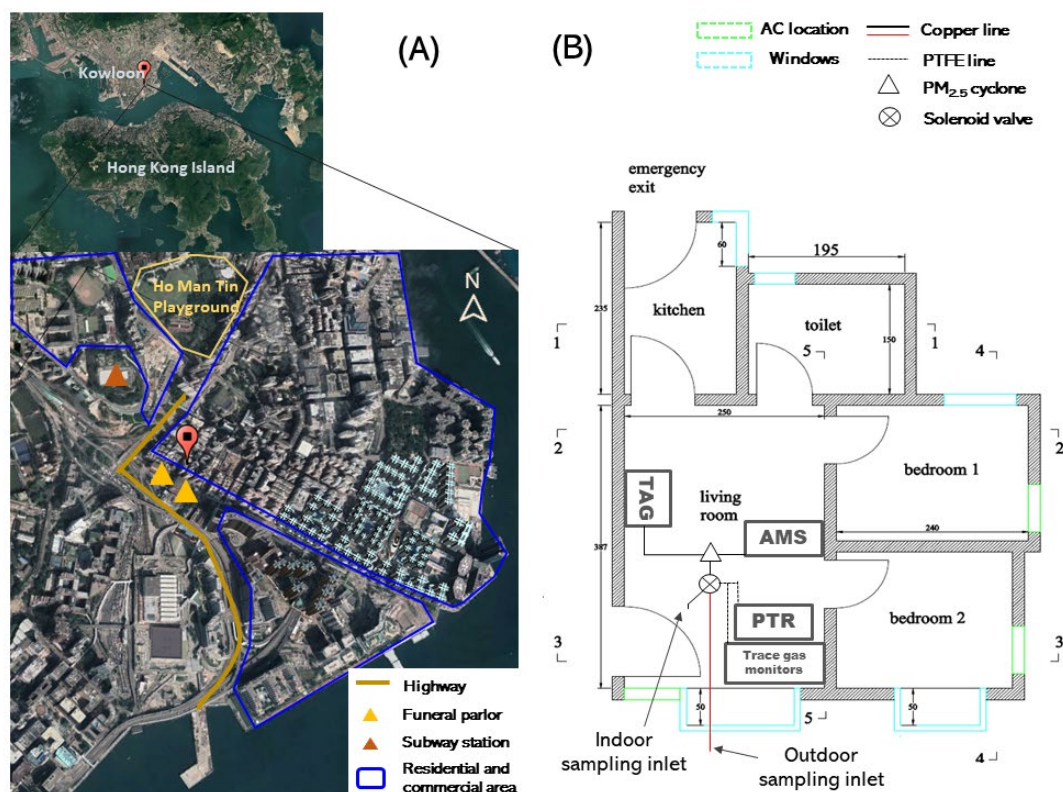 (A)
Kowloon
Hong Kong Island
Ho Man Tin
Playground
N
Highway
Funeral parlor
Subway station
Residential and
commercial area
(B)
AC location
Windows
Copper line
PTFE line
PM2.5 cyclone
Solenoid valve
emergency
exit
60
195
235
kitchen
toilet
150
1
5
1
4
250
2
2
bedroom 1
TAG
living
room
AMS
240
387
PTR
bedroom 2
Trace gas
monitors
3
3
50
5
50
Indoor
sampling inlet
Outdoor
sampling inlet
4